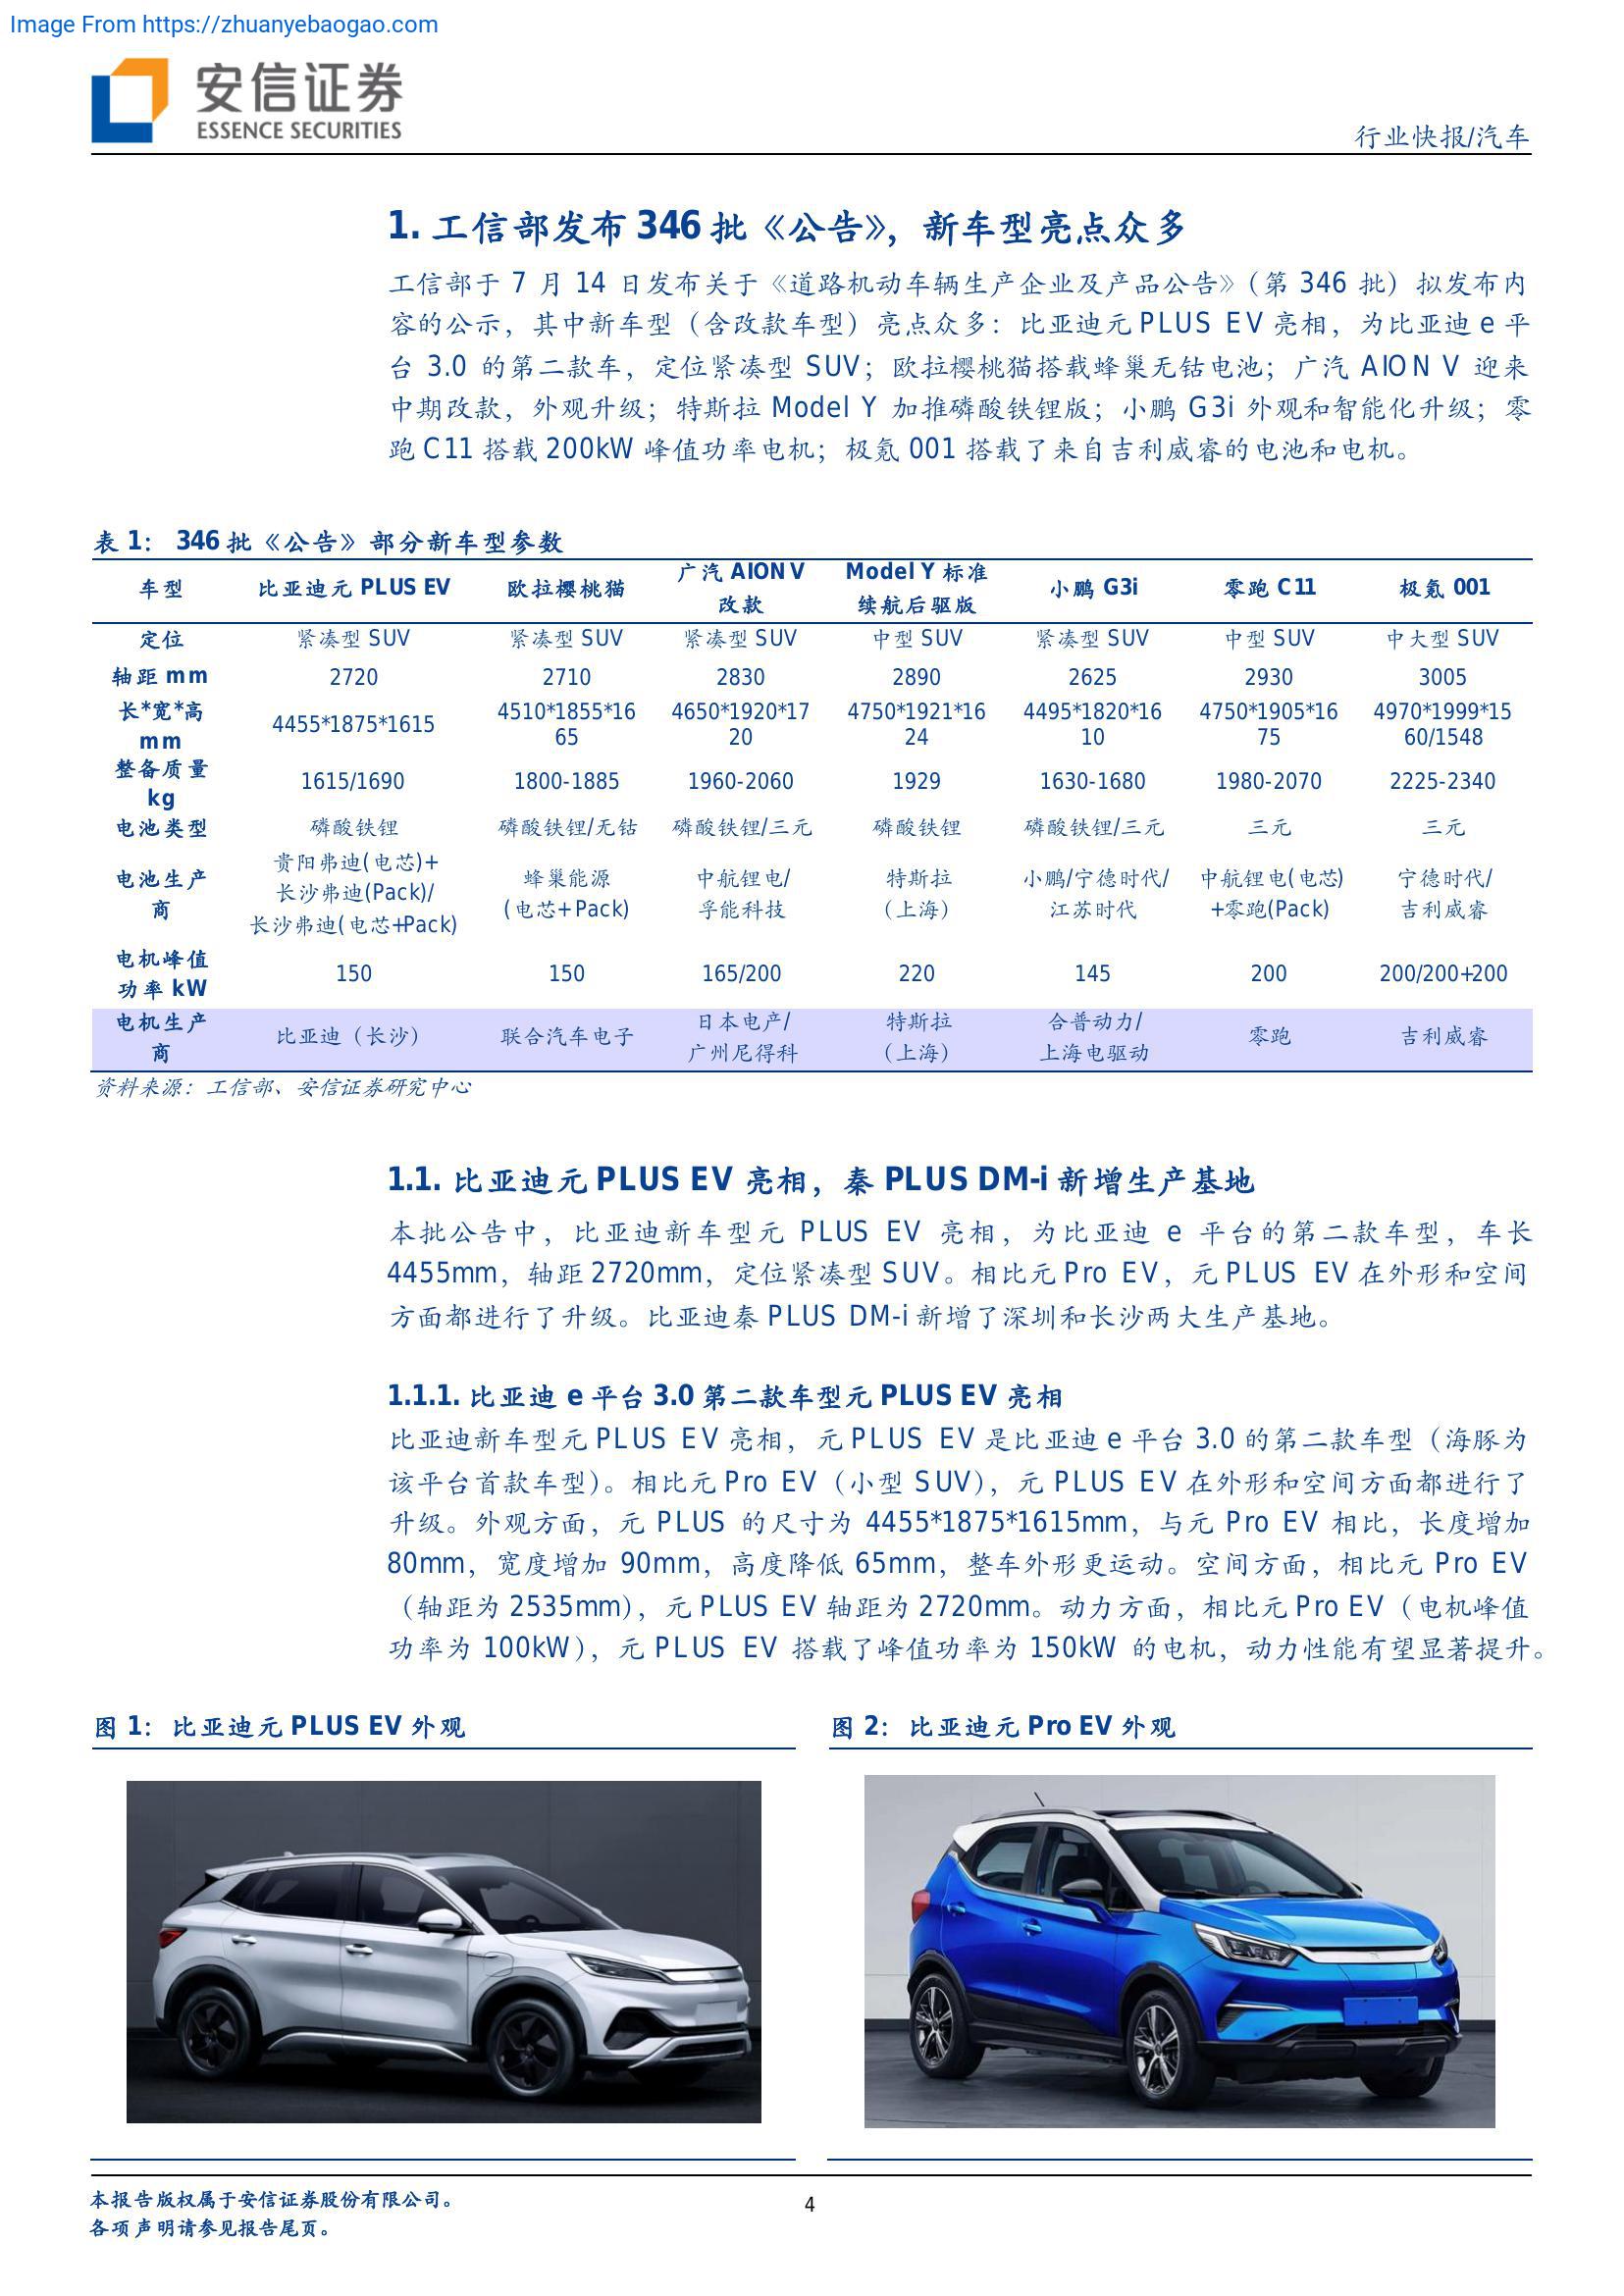 Image From https://zhuanyebaogao.com
安信证券
ESSENCE SECURITIES
行业快报/汽车
1. 工信部发布 346 批《公告》，新车型亮点众多
工信部于 7 月 14 日发布关于《道路机动车辆生产企业及产品公告》（第 346 批）拟发布内
容的公示，其中新车型（含改款车型）亮点众多：比亚迪元 PLUS EV 亮相，为比亚迪 e 平
台 3.0 的第二款车，定位紧凑型 SUV；欧拉樱桃猫搭载蜂巢无钴电池；广汽 AION V 迎来
中期改款，外观升级；特斯拉 Model Y 加推磷酸铁锂版；小鹏 G3i 外观和智能化升级；零
跑 C11 搭载 200kW 峰值功率电机；极氪 001 搭载了来自吉利威睿的电池和电机。
表 1： 346 批《公告》部分新车型参数
车型 比亚迪元 PLUS EV 欧拉樱桃猫 广汽 AION V 改款 Model Y 标准续航后驱版 小鹏 G3i 零跑 C11 极氪 001
定位 紧凑型 SUV 紧凑型 SUV 紧凑型 SUV 中型 SUV 紧凑型 SUV 中型 SUV 中大型 SUV
轴距 mm 2720 2710 2830 2890 2625 2930 3005
长*宽*高 mm 4455*1875*1615 4510*1855*1665 4650*1920*1720 4750*1921*1624 4495*1820*1610 4750*1905*1675 4970*1999*1560/1548
整备质量 kg 1615/1690 1800-1885 1960-2060 1929 1630-1680 1980-2070 2225-2340
电池类型 磷酸铁锂 磷酸铁锂/无钴 磷酸铁锂/三元 磷酸铁锂 磷酸铁锂/三元 三元 三元
电池生产商 贵阳弗迪(电芯)+长沙弗迪(Pack)/长沙弗迪(电芯+Pack) 蜂巢能源(电芯+Pack) 中航锂电/孚能科技 特斯拉（上海） 小鹏/宁德时代/江苏时代 中航锂电(电芯)+零跑(Pack) 宁德时代/吉利威睿
电机峰值功率 kW 150 150 165/200 220 145 200 200/200+200
电机生产商 比亚迪（长沙） 联合汽车电子 日本电产/广州尼得科 特斯拉（上海） 合普动力/上海电驱动 零跑 吉利威睿
资料来源：工信部、安信证券研究中心
1.1. 比亚迪元 PLUS EV 亮相，秦 PLUS DM-i 新增生产基地
本批公告中，比亚迪新车型元 PLUS EV 亮相，为比亚迪 e 平台的第二款车型，车长
4455mm，轴距 2720mm，定位紧凑型 SUV。相比元 Pro EV，元 PLUS EV 在外形和空间
方面都进行了升级。比亚迪秦 PLUS DM-i 新增了深圳和长沙两大生产基地。
1.1.1. 比亚迪 e 平台 3.0 第二款车型元 PLUS EV 亮相
比亚迪新车型元 PLUS EV 亮相，元 PLUS EV 是比亚迪 e 平台 3.0 的第二款车型（海豚为
该平台首款车型）。相比元 Pro EV（小型 SUV），元 PLUS EV 在外形和空间方面都进行了
升级。外观方面，元 PLUS 的尺寸为 4455*1875*1615mm，与元 Pro EV 相比，长度增加
80mm，宽度增加 90mm，高度降低 65mm，整车外形更运动。空间方面，相比元 Pro EV
（轴距为 2535mm），元 PLUS EV 轴距为 2720mm。动力方面，相比元 Pro EV（电机峰值
功率为 100kW），元 PLUS EV 搭载了峰值功率为 150kW 的电机，动力性能有望显著提升。
图 1：比亚迪元 PLUS EV 外观
图 2：比亚迪元 Pro EV 外观
本报告版权属于安信证券股份有限公司。
各项声明请参见报告尾页。
4